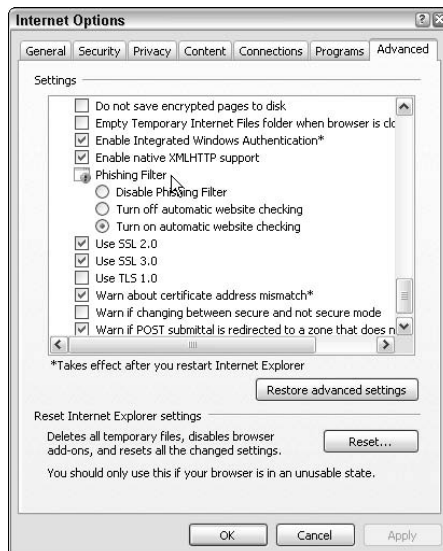 Internet Options
General Security Privacy Content Connections Programs Advanced
Settings
Do not save encrypted pages to disk
Empty Temporary Internet Files folder when browser is clo
Enable Integrated Windows Authentication*
Enable native XMLHTTP support
Phishing Filter
Disable Phishing Filter
Turn off automatic website checking
Turn on automatic website checking
Use SSL 2.0
Use SSL 3.0
Use TLS 1.0
Warn about certificate address mismatch*
Warn if changing between secure and not secure mode
Warn if POST submittal is redirected to a zone that does n
*Takes effect after you restart Internet Explorer
Restore advanced settings
Reset Internet Explorer settings
Deletes all temporary files, disables browser
add-ons, and resets all the changed settings.
Reset...
You should only use this if your browser is in an unusable state.
OK Cancel Apply